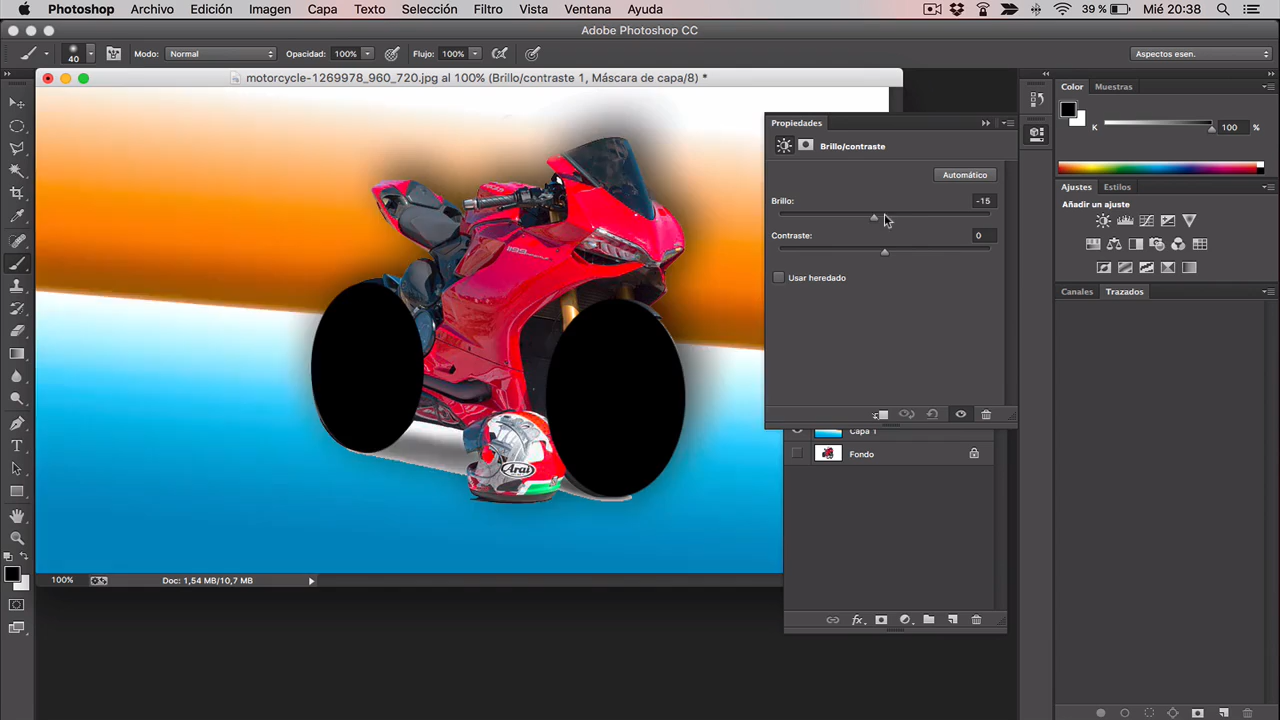 Photoshop Archivo Edición Imagen Capa Texto Selección Filtro Vista Ventana Ayuda 39 % Mié 20:38
Adobe Photoshop CC
40 Modo: Normal Opacidad: 100% Flujo: 100% Aspectos esen.
motorcycle-1269978_960_720.jpg al 100% (Brillo/contraste 1, Máscara de capa/8) *
Color Muestras
K 100 %
Propiedades
Brillo/contraste
Automático
Brillo: -15
Contraste: 0
Usar heredado
Ajustes Estilos
Añadir un ajuste
Canales Trazados
1199
Arai
Capa 1
Fondo
100% Doc: 1,54 MB/10,7 MB